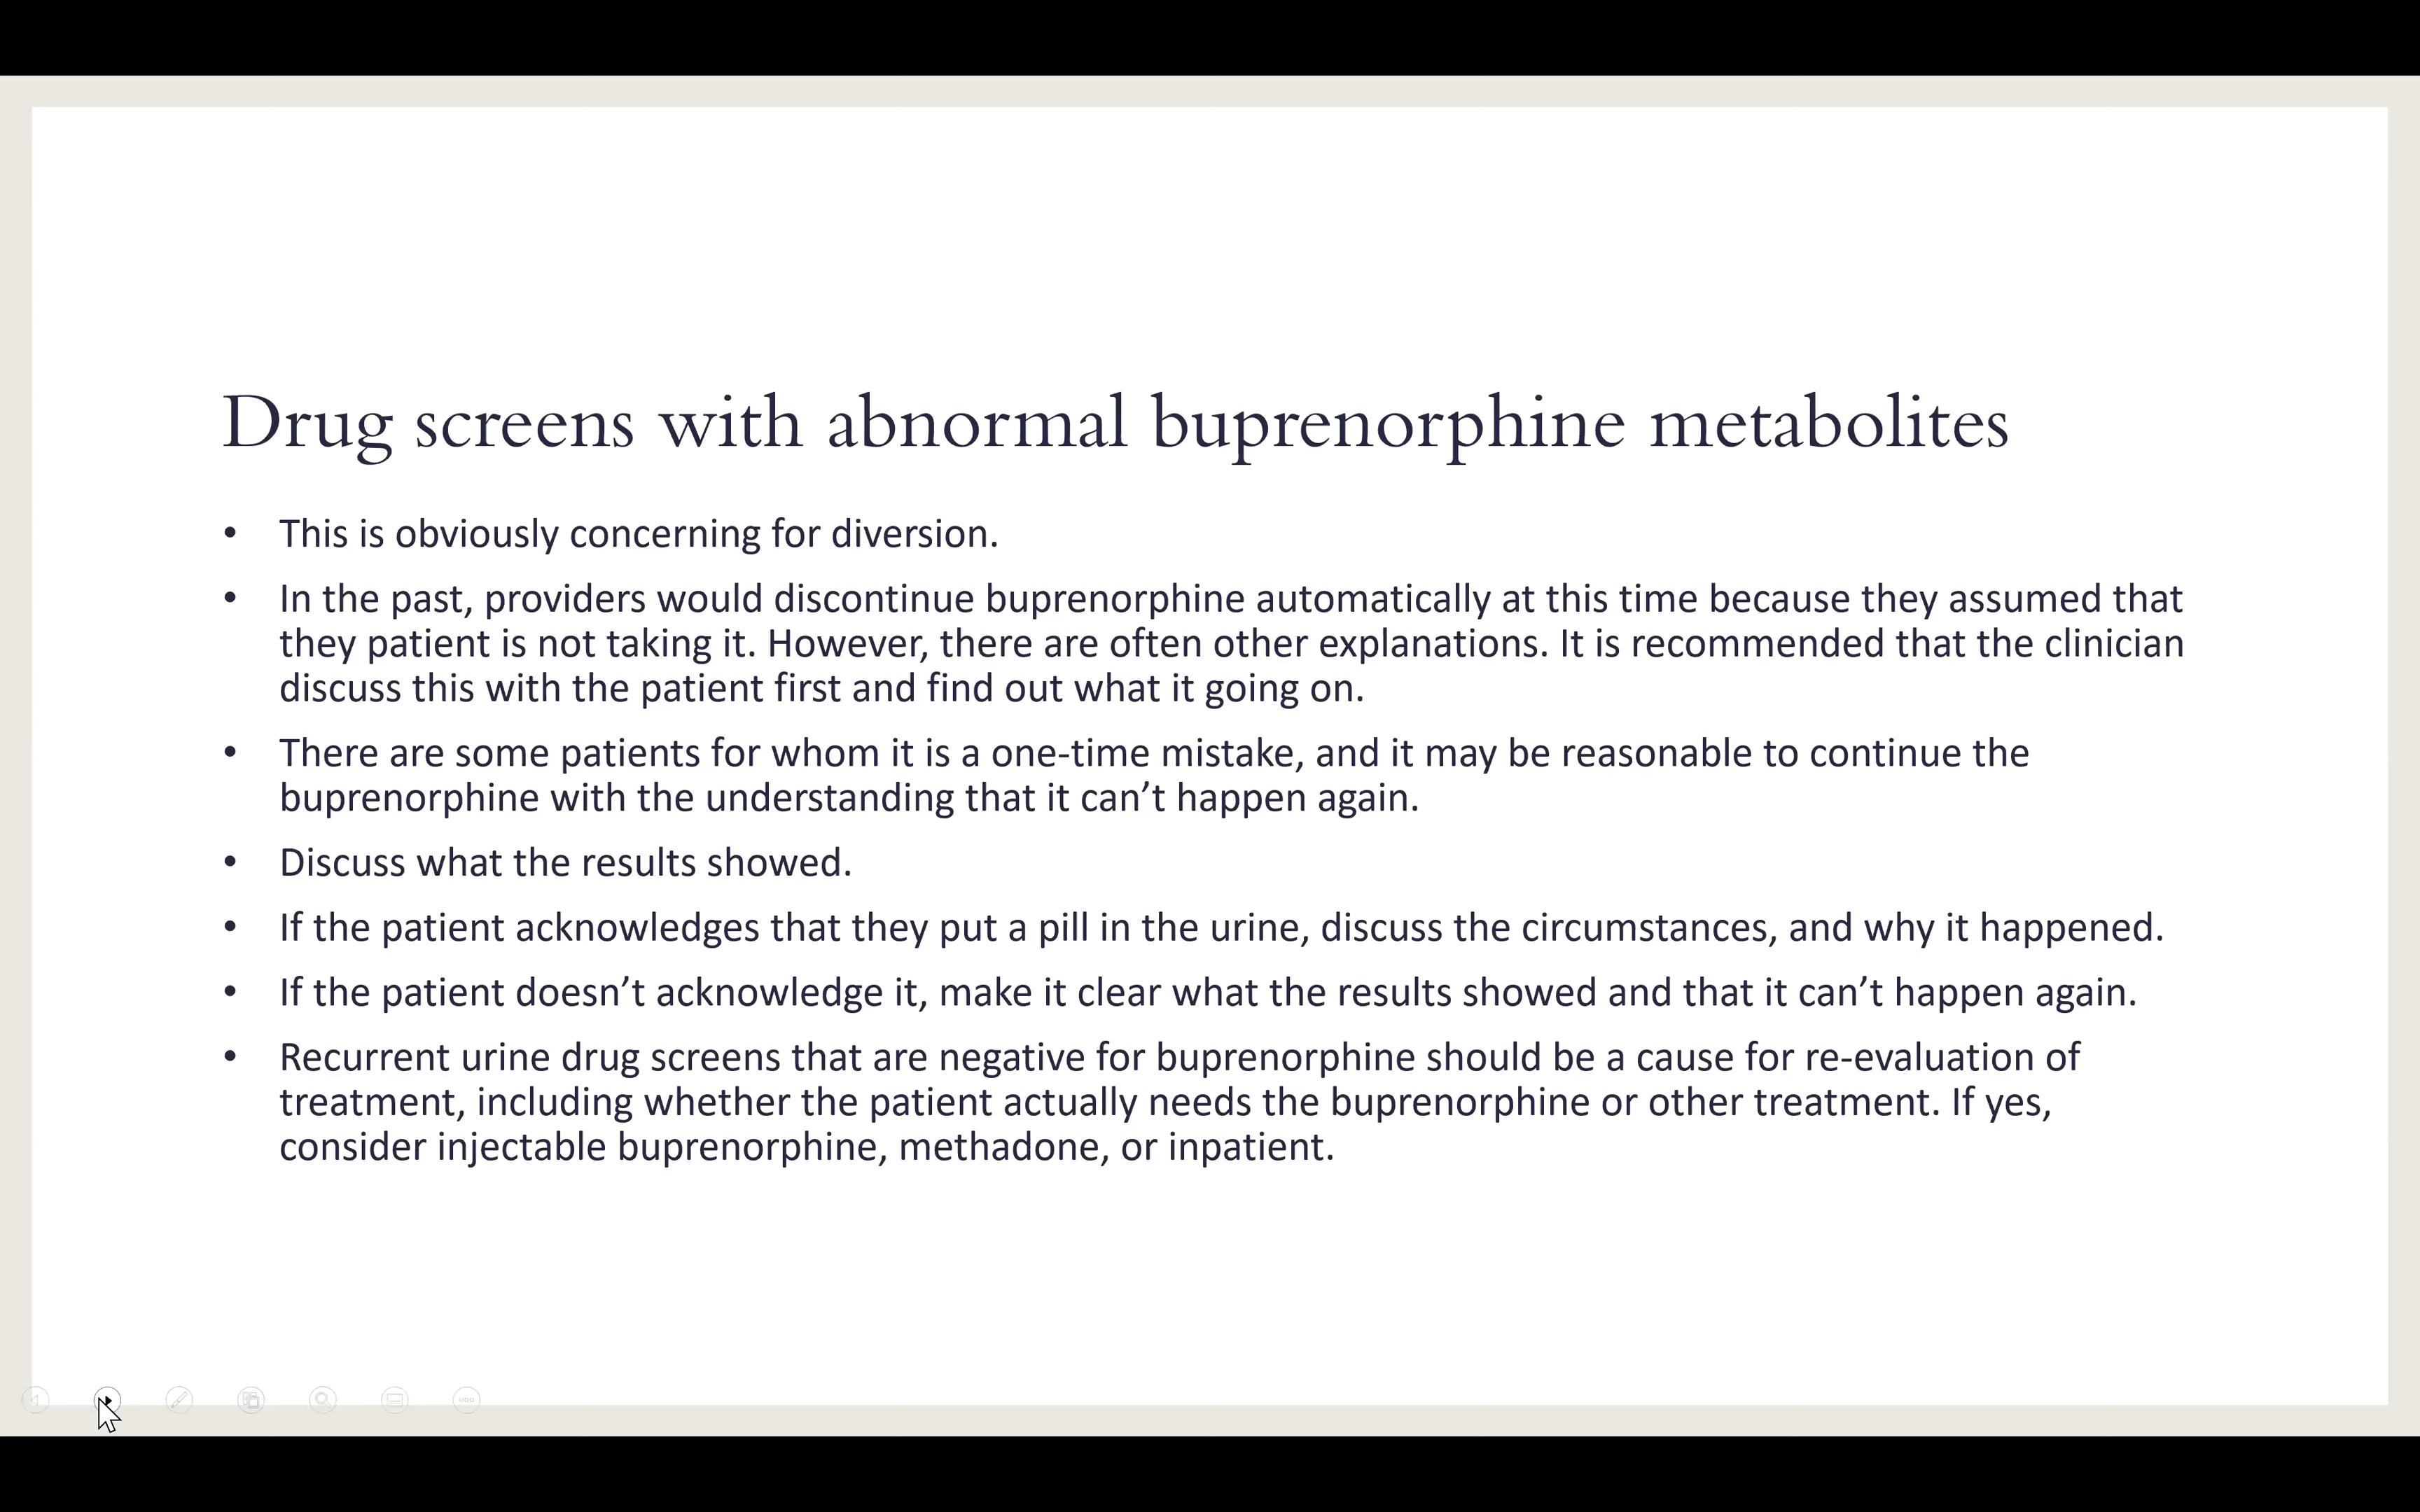 Drug screens with abnormal buprenorphine metabolites
• This is obviously concerning for diversion.
• In the past, providers would discontinue buprenorphine automatically at this time because they assumed that
they patient is not taking it. However, there are often other explanations. It is recommended that the clinician
discuss this with the patient first and find out what it going on.
• There are some patients for whom it is a one-time mistake, and it may be reasonable to continue the
buprenorphine with the understanding that it can’t happen again.
• Discuss what the results showed.
• If the patient acknowledges that they put a pill in the urine, discuss the circumstances, and why it happened.
• If the patient doesn’t acknowledge it, make it clear what the results showed and that it can’t happen again.
• Recurrent urine drug screens that are negative for buprenorphine should be a cause for re-evaluation of
treatment, including whether the patient actually needs the buprenorphine or other treatment. If yes,
consider injectable buprenorphine, methadone, or inpatient.